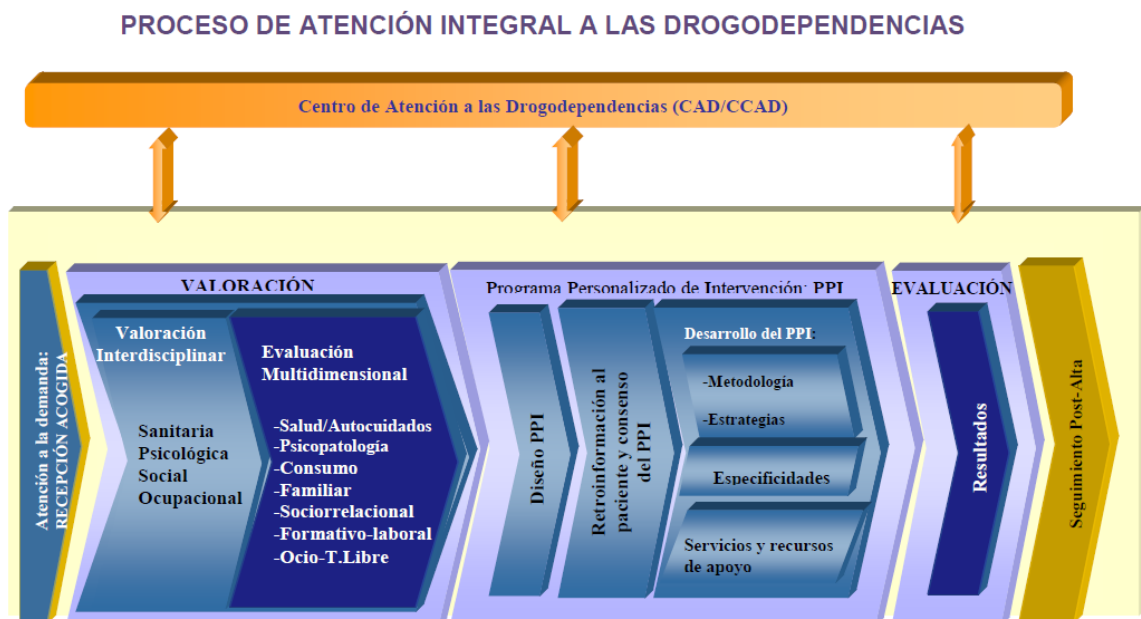 PROCESO DE ATENCIÓN INTEGRAL A LAS DROGODEPENDENCIAS
Centro de Atención a las Drogodependencias (CAD/CCAD)
Atención a la demanda:
RECEPCIÓN ACOGIDA
VALORACIÓN
Valoración
Interdisciplinar
Sanitaria
Psicológica
Social
Ocupacional
Evaluación
Multidimensional
-Salud/Autocuidados
-Psicopatología
-Consumo
-Familiar
-Sociorrelacional
-Formativo-laboral
-Ocio-T.Libre
Programa Personalizado de Intervención: PPI
Diseño PPI
Retroinformación al
paciente y consenso
del PPI
Desarrollo del PPI:
-Metodología
-Estrategias
Especificidades
Servicios y recursos
de apoyo
EVALUACIÓN
Resultados
Seguimiento Post-Alta